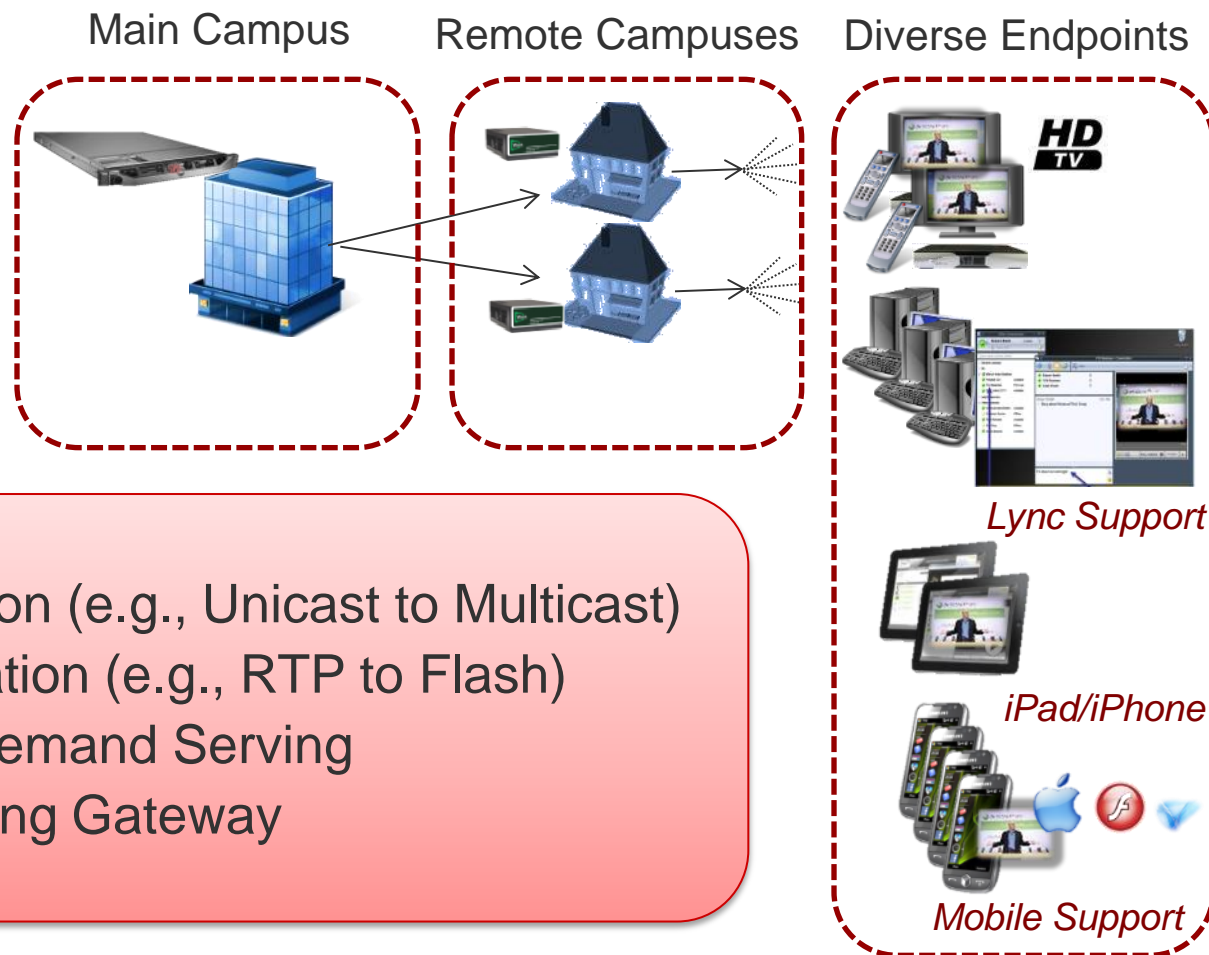 Main Campus
Remote Campuses
Diverse Endpoints
HD
TV
Lync Support
on (e.g., Unicast to Multicast)
ation (e.g., RTP to Flash)
emand Serving
ng Gateway
iPad/iPhone
Mobile Support